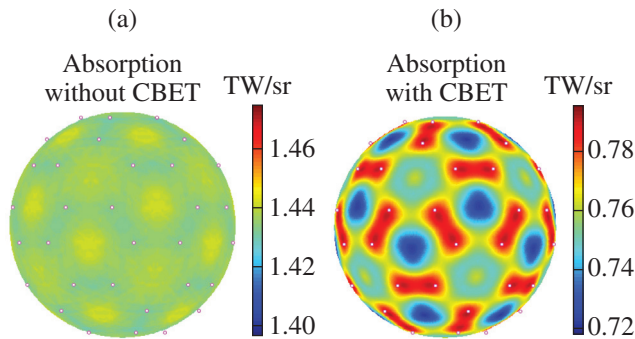 (a)
Absorption
without CBET
TW/sr
1.46
1.44
1.42
1.40
(b)
Absorption
with CBET
TW/sr
0.78
0.76
0.74
0.72